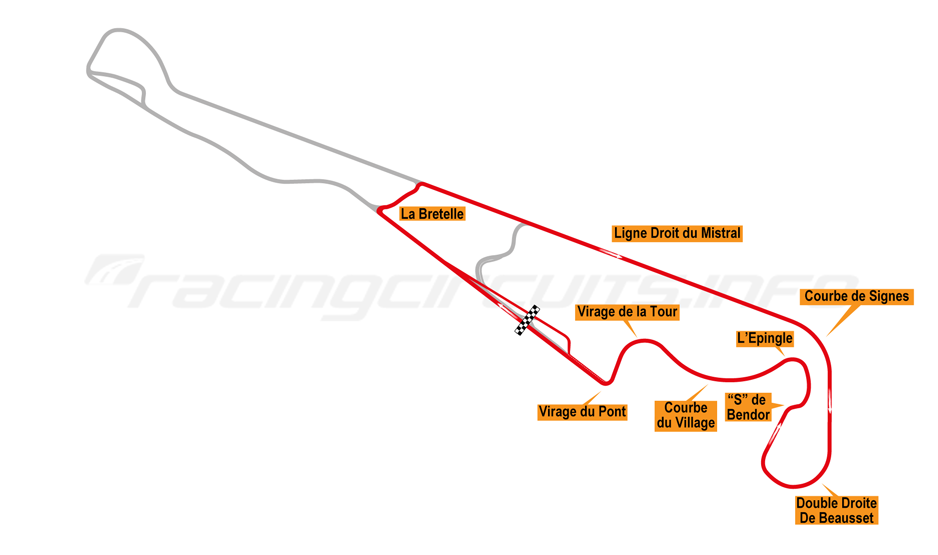 La Bretelle
Ligne Droit du Mistral
racingcircuits.info
Courbe de Signes
Virage de la Tour
L’Epingle
“S” de
Bendor
Virage du Pont
Courbe
du Village
Double Droite
De Beausset